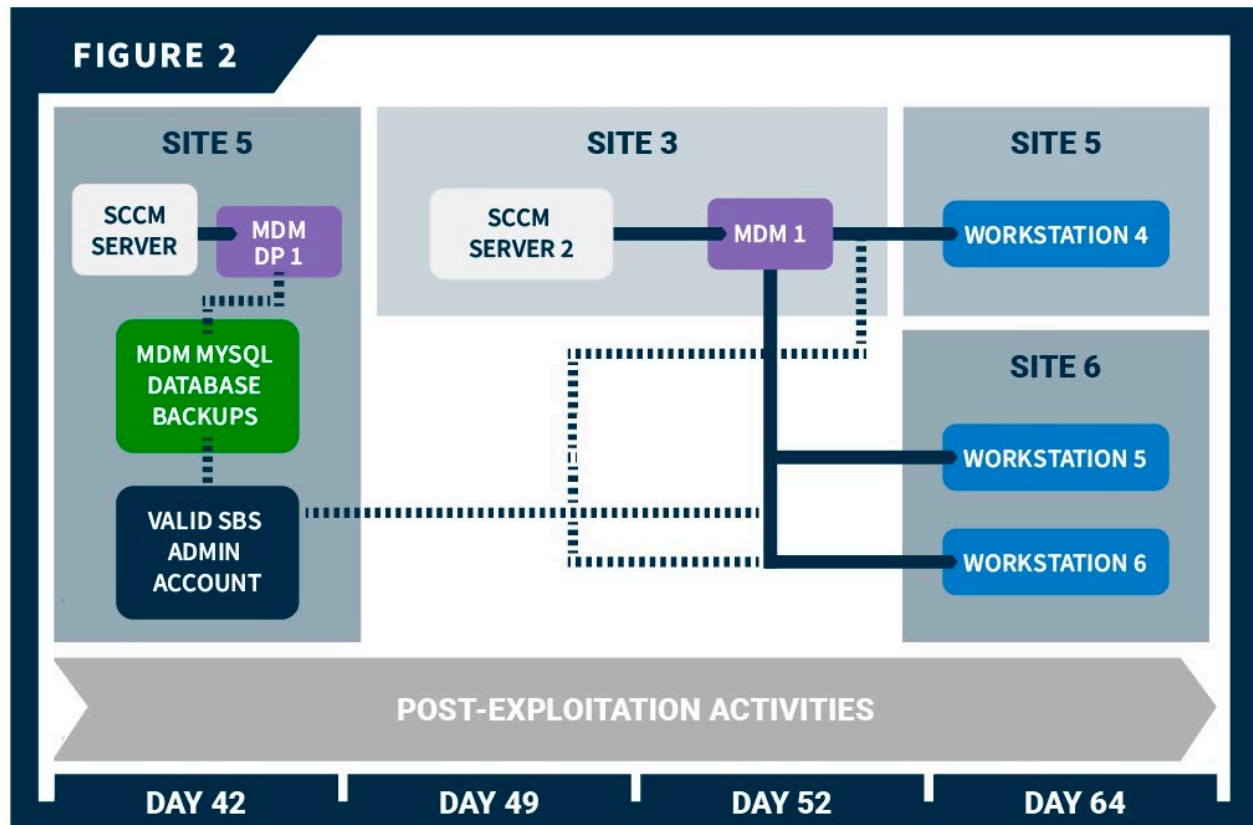 FIGURE 2
SITE 5
SCCM
SERVER
MDM
DP 1
MDM MYSQL
DATABASE
BACKUPS
VALID SBS
ADMIN
ACCOUNT
SITE 3
SCCM
SERVER 2
MDM 1
SITE 5
WORKSTATION 4
SITE 6
WORKSTATION 5
WORKSTATION 6
POST-EXPLOITATION ACTIVITIES
DAY 42
DAY 49
DAY 52
DAY 64